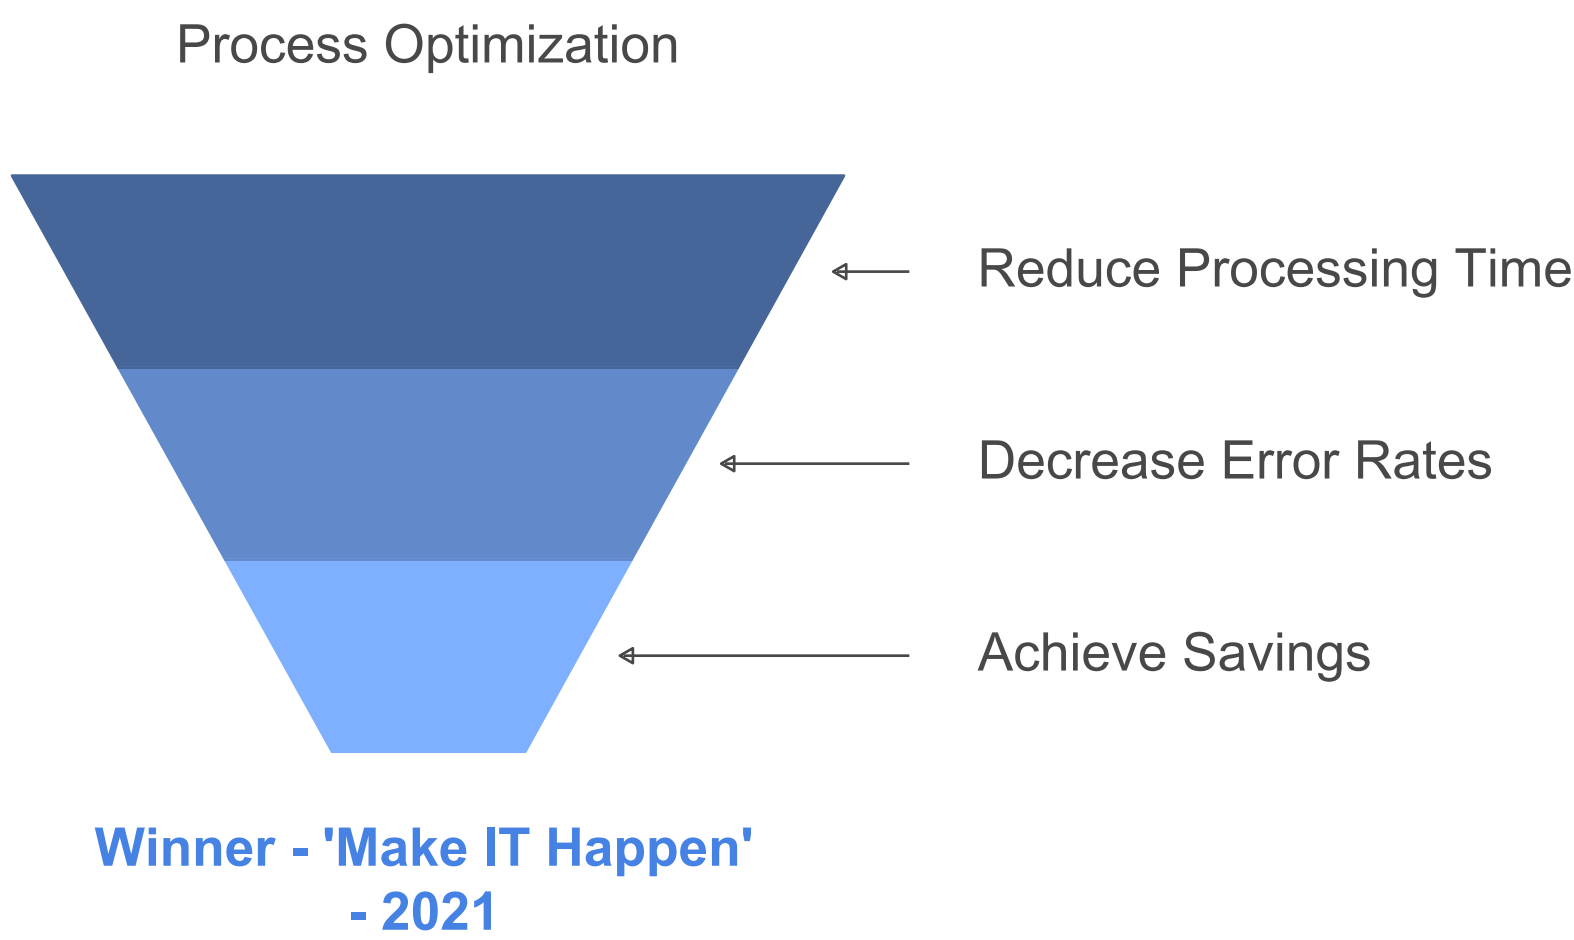 Process Optimization
Reduce Processing Time
Decrease Error Rates
Achieve Savings
Winner - 'Make IT Happen'
- 2021